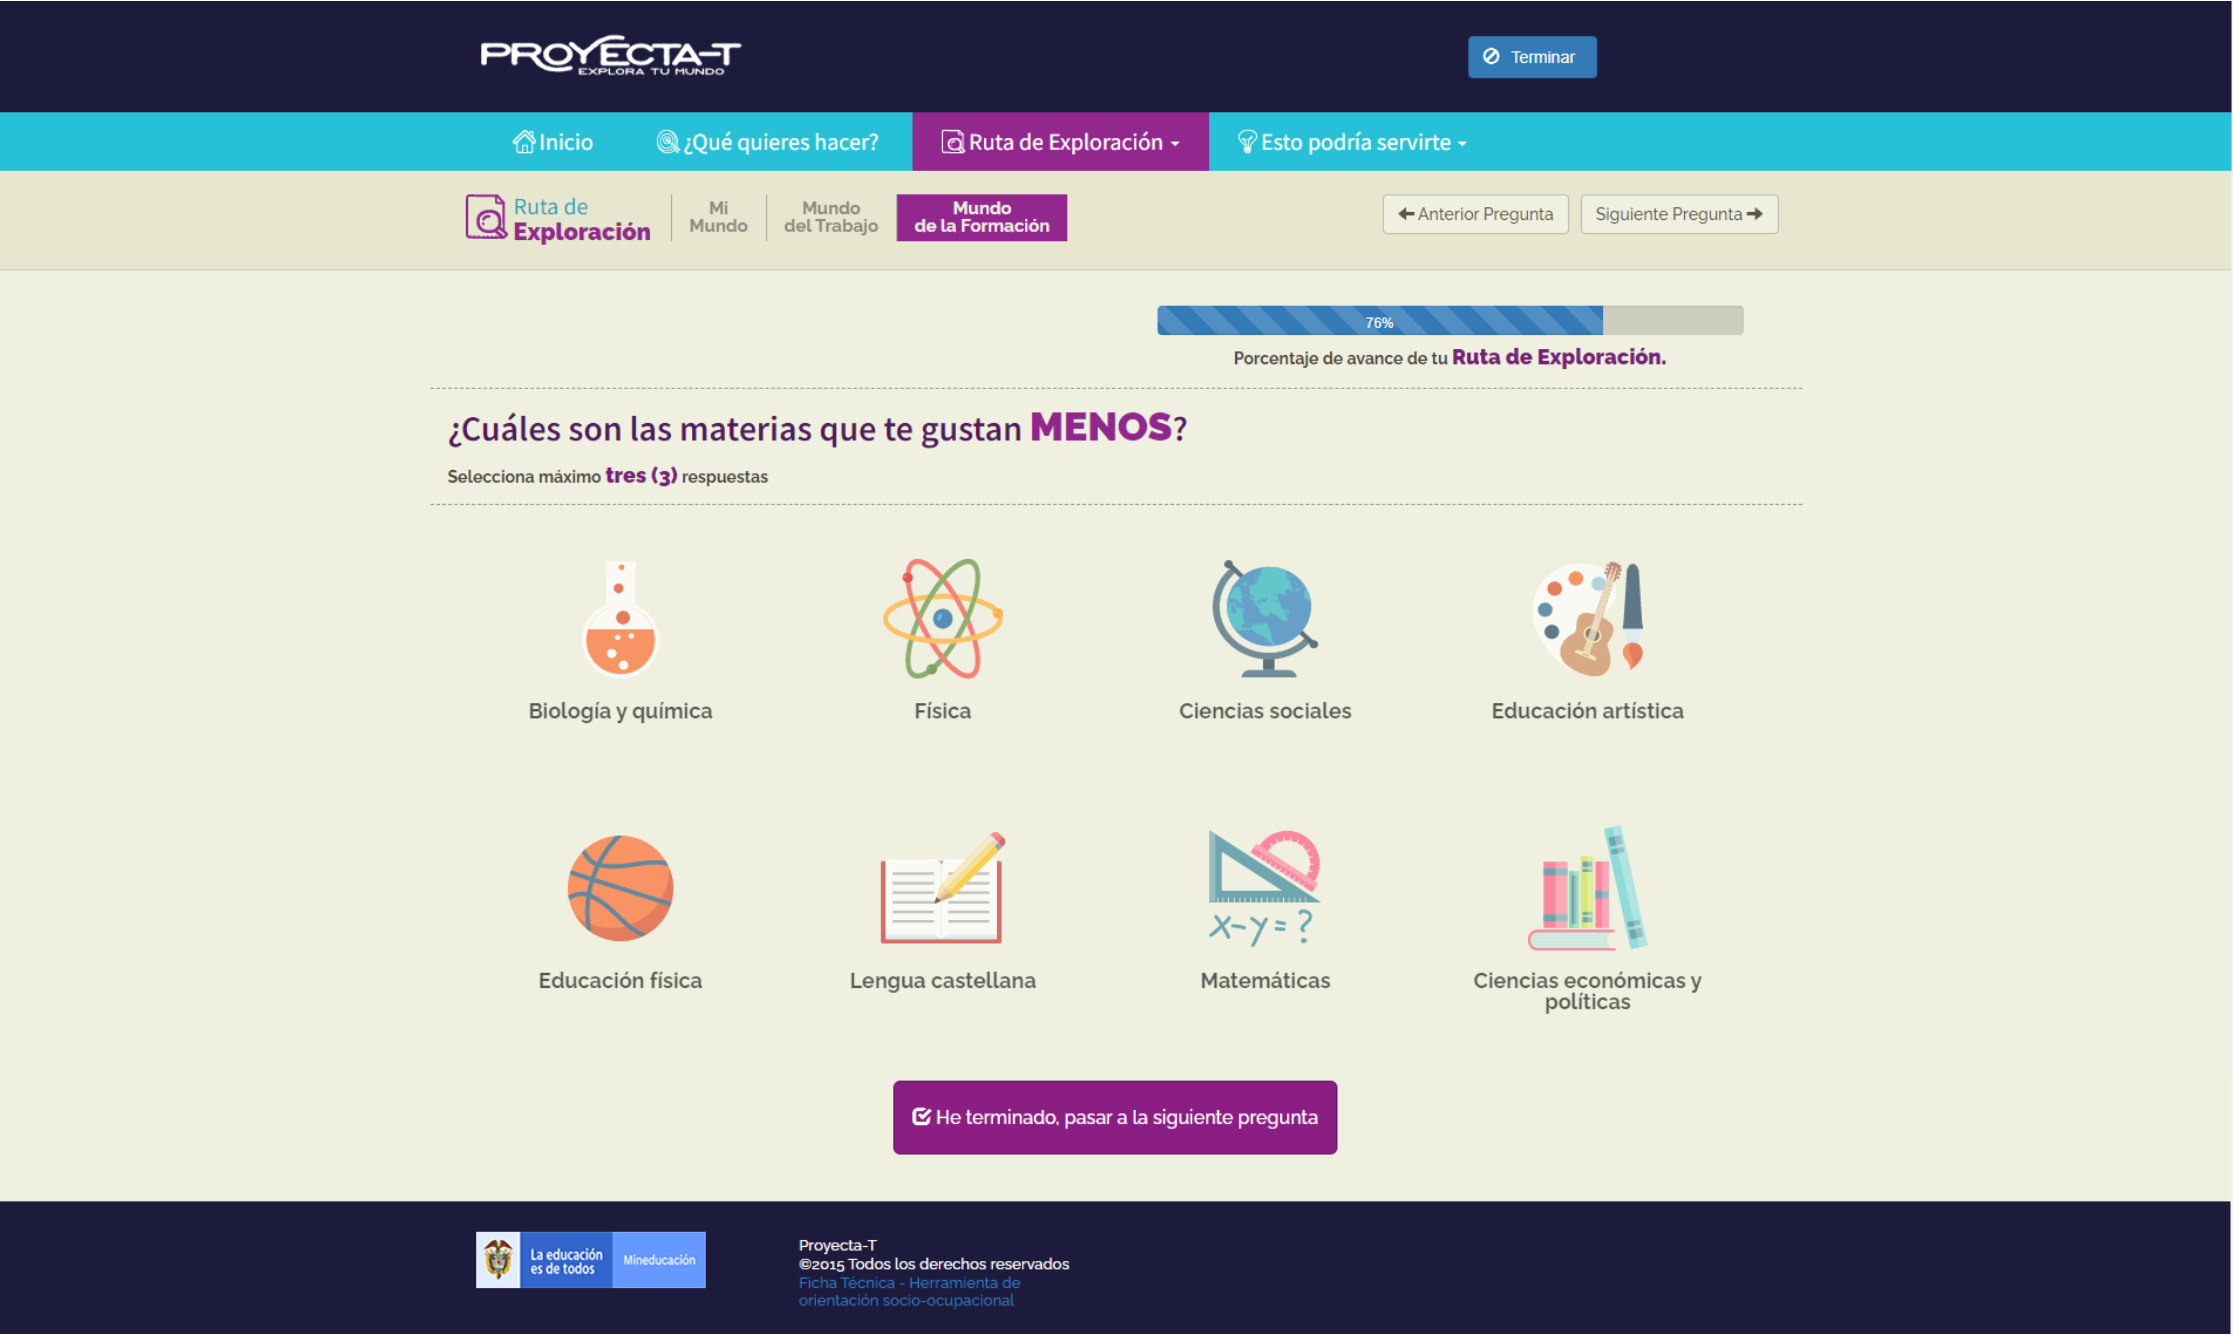 PROYECTA-T
EXPLORA TU MUNDO
Terminar
Inicio
¿Qué quieres hacer?
Ruta de Exploración
Esto podría servirte
Ruta de
Exploración
Mi
Mundo
Mundo
del Trabajo
Mundo
de la Formación
Anterior Pregunta
Siguiente Pregunta
76%
Porcentaje de avance de tu Ruta de Exploración.
¿Cuáles son las materias que te gustan MENOS?
Selecciona máximo tres (3) respuestas
Biología y química
Física
Ciencias sociales
Educación artística
x-y=?
Educación física
Lengua castellana
Matemáticas
Ciencias económicas y
políticas
He terminado, pasar a la siguiente pregunta
La educación
es de todos
Mineducación
Proyecta-T
©2015 Todos los derechos reservados
Ficha Técnica - Herramienta de
orientación socio-ocupacional